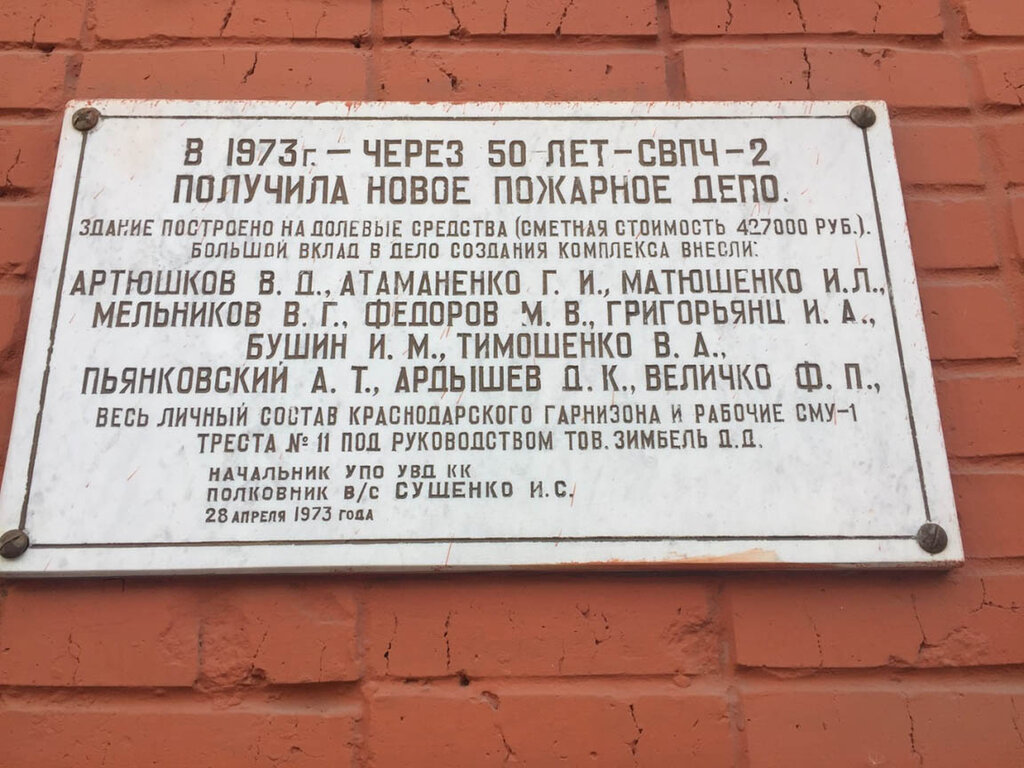 В 1973 г. – ЧЕРЕЗ 50 ЛЕТ – СВПЧ – 2
ПОЛУЧИЛА НОВОЕ ПОЖАРНОЕ ДЕПО.
ЗДАНИЕ ПОСТРОЕНО НА ДОЛЕВЫЕ СРЕДСТВА (СМЕТНАЯ СТОИМОСТЬ 427000 РУБ.).
БОЛЬШОЙ ВКЛАД В ДЕЛО СОЗДАНИЯ КОМПЛЕКСА ВНЕСЛИ:
АРТЮШКОВ В. Д., АТАМАНЕНКО Г. И., МАТЮШЕНКО И.Л.,
МЕЛЬНИКОВ В. Г., ФЕДОРОВ М. В., ГРИГОРЬЯНЦ И. А.,
БУШИН И. М., ТИМОШЕНКО В. А.,
ПЬЯНКОВСКИЙ А. Т., АРДЫШЕВ Д. К., ВЕЛИЧКО Ф. П.,
ВЕСЬ ЛИЧНЫЙ СОСТАВ КРАСНОДАРСКОГО ГАРНИЗОНА И РАБОЧИЕ СМУ-1
ТРЕСТА № 11 ПОД РУКОВОДСТВОМ ТОВ. ЗИМБЕЛЬ Д.Д.
НАЧАЛЬНИК УПО УВД КК
ПОЛКОВНИК В/С СУЩЕНКО И.С.
28 АПРЕЛЯ 1973 ГОДА